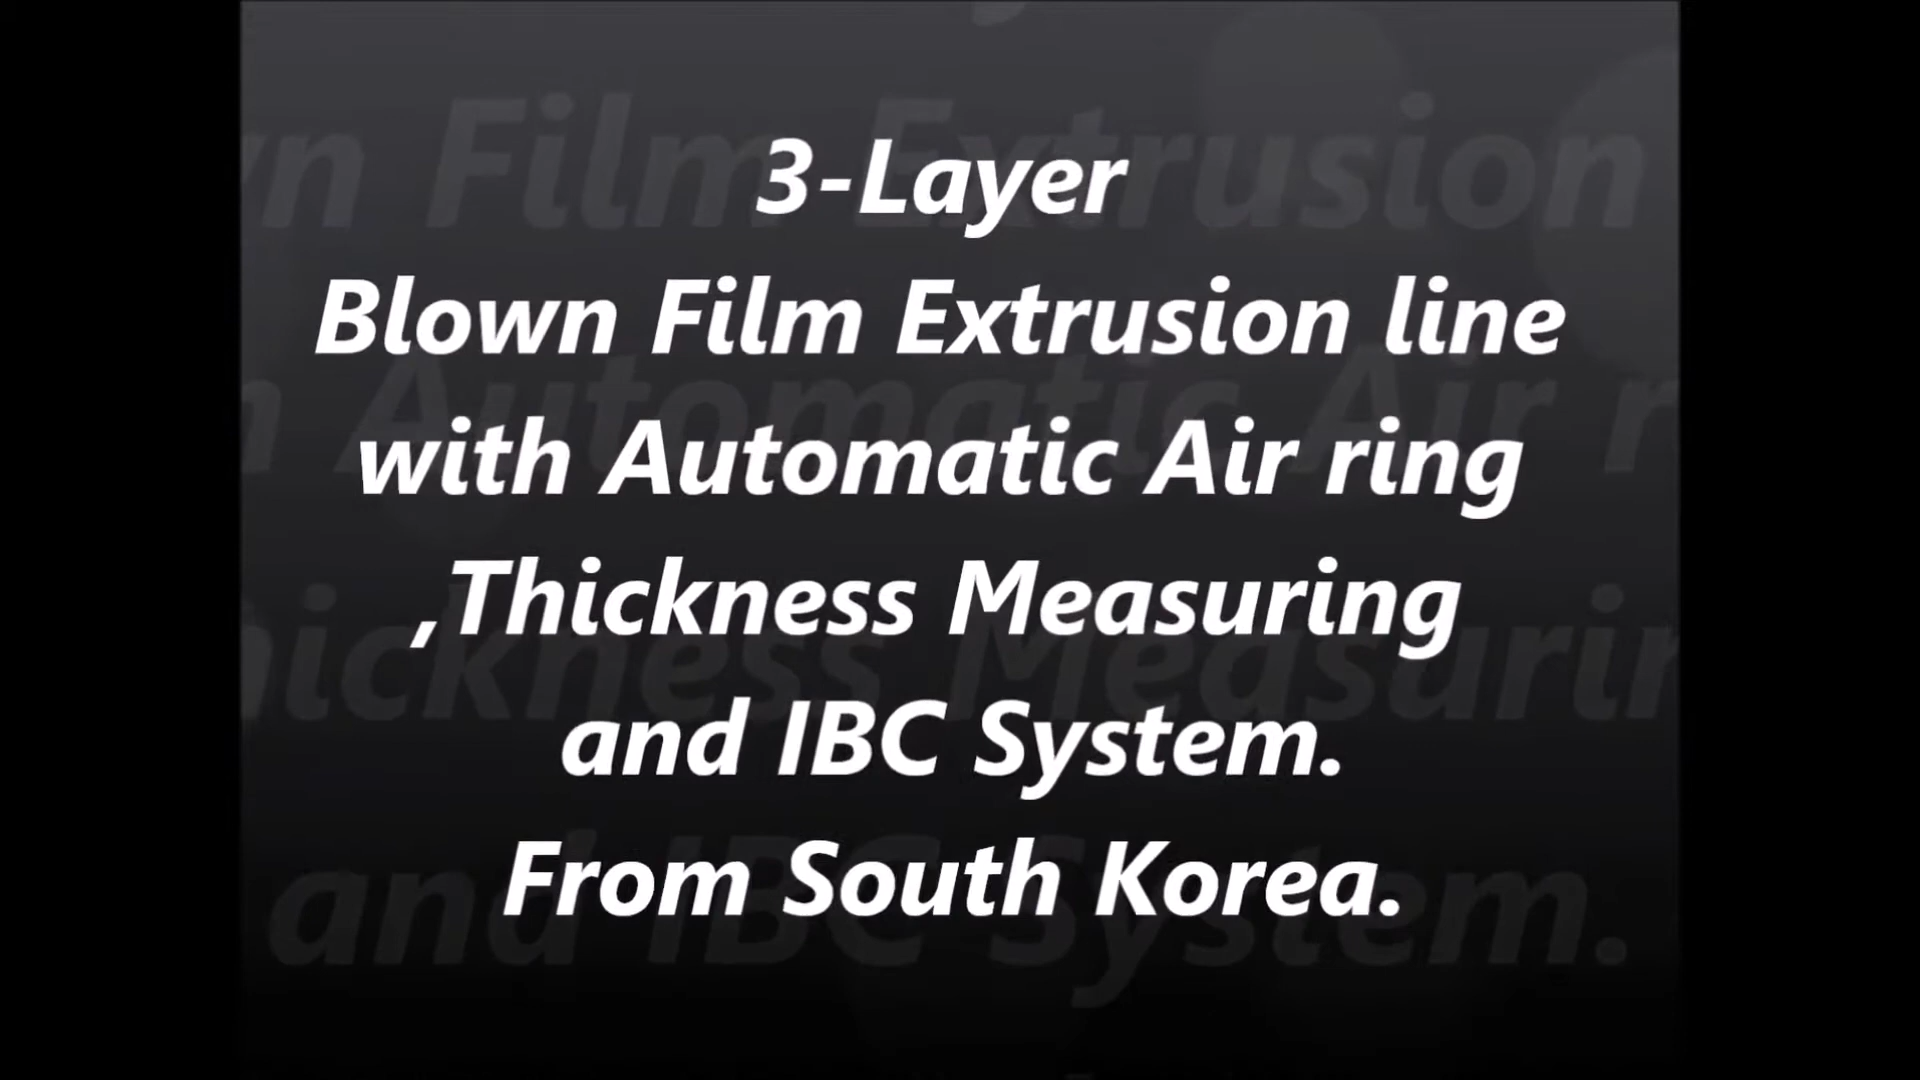 3-Layer
Blown Film Extrusion line
with Automatic Air ring
,Thickness Measuring
and IBC System.
From South Korea.